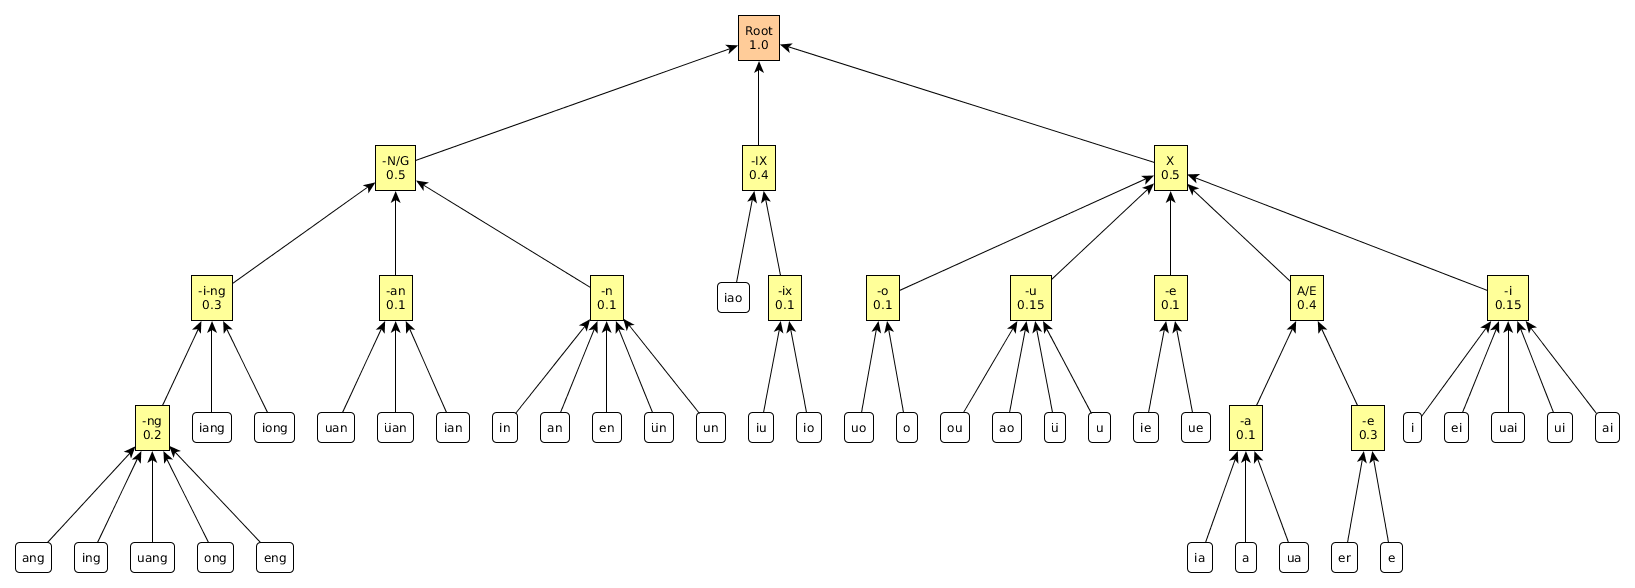 Root
1.0
-N/G
0.5
-IX
0.4
X
0.5
-i-ng
0.3
-an
0.1
-n
0.1
iao
-ix
0.1
-o
0.1
-u
0.15
-e
0.1
A/E
0.4
-i
0.15
-ng
0.2
iang
iong
uan
üan
ian
in
an
en
ün
un
iu
io
uo
o
ou
ao
ü
u
ie
ue
-a
0.1
-e
0.3
i
ei
uai
ui
ai
ang
ing
uang
ong
eng
ia
a
ua
er
e